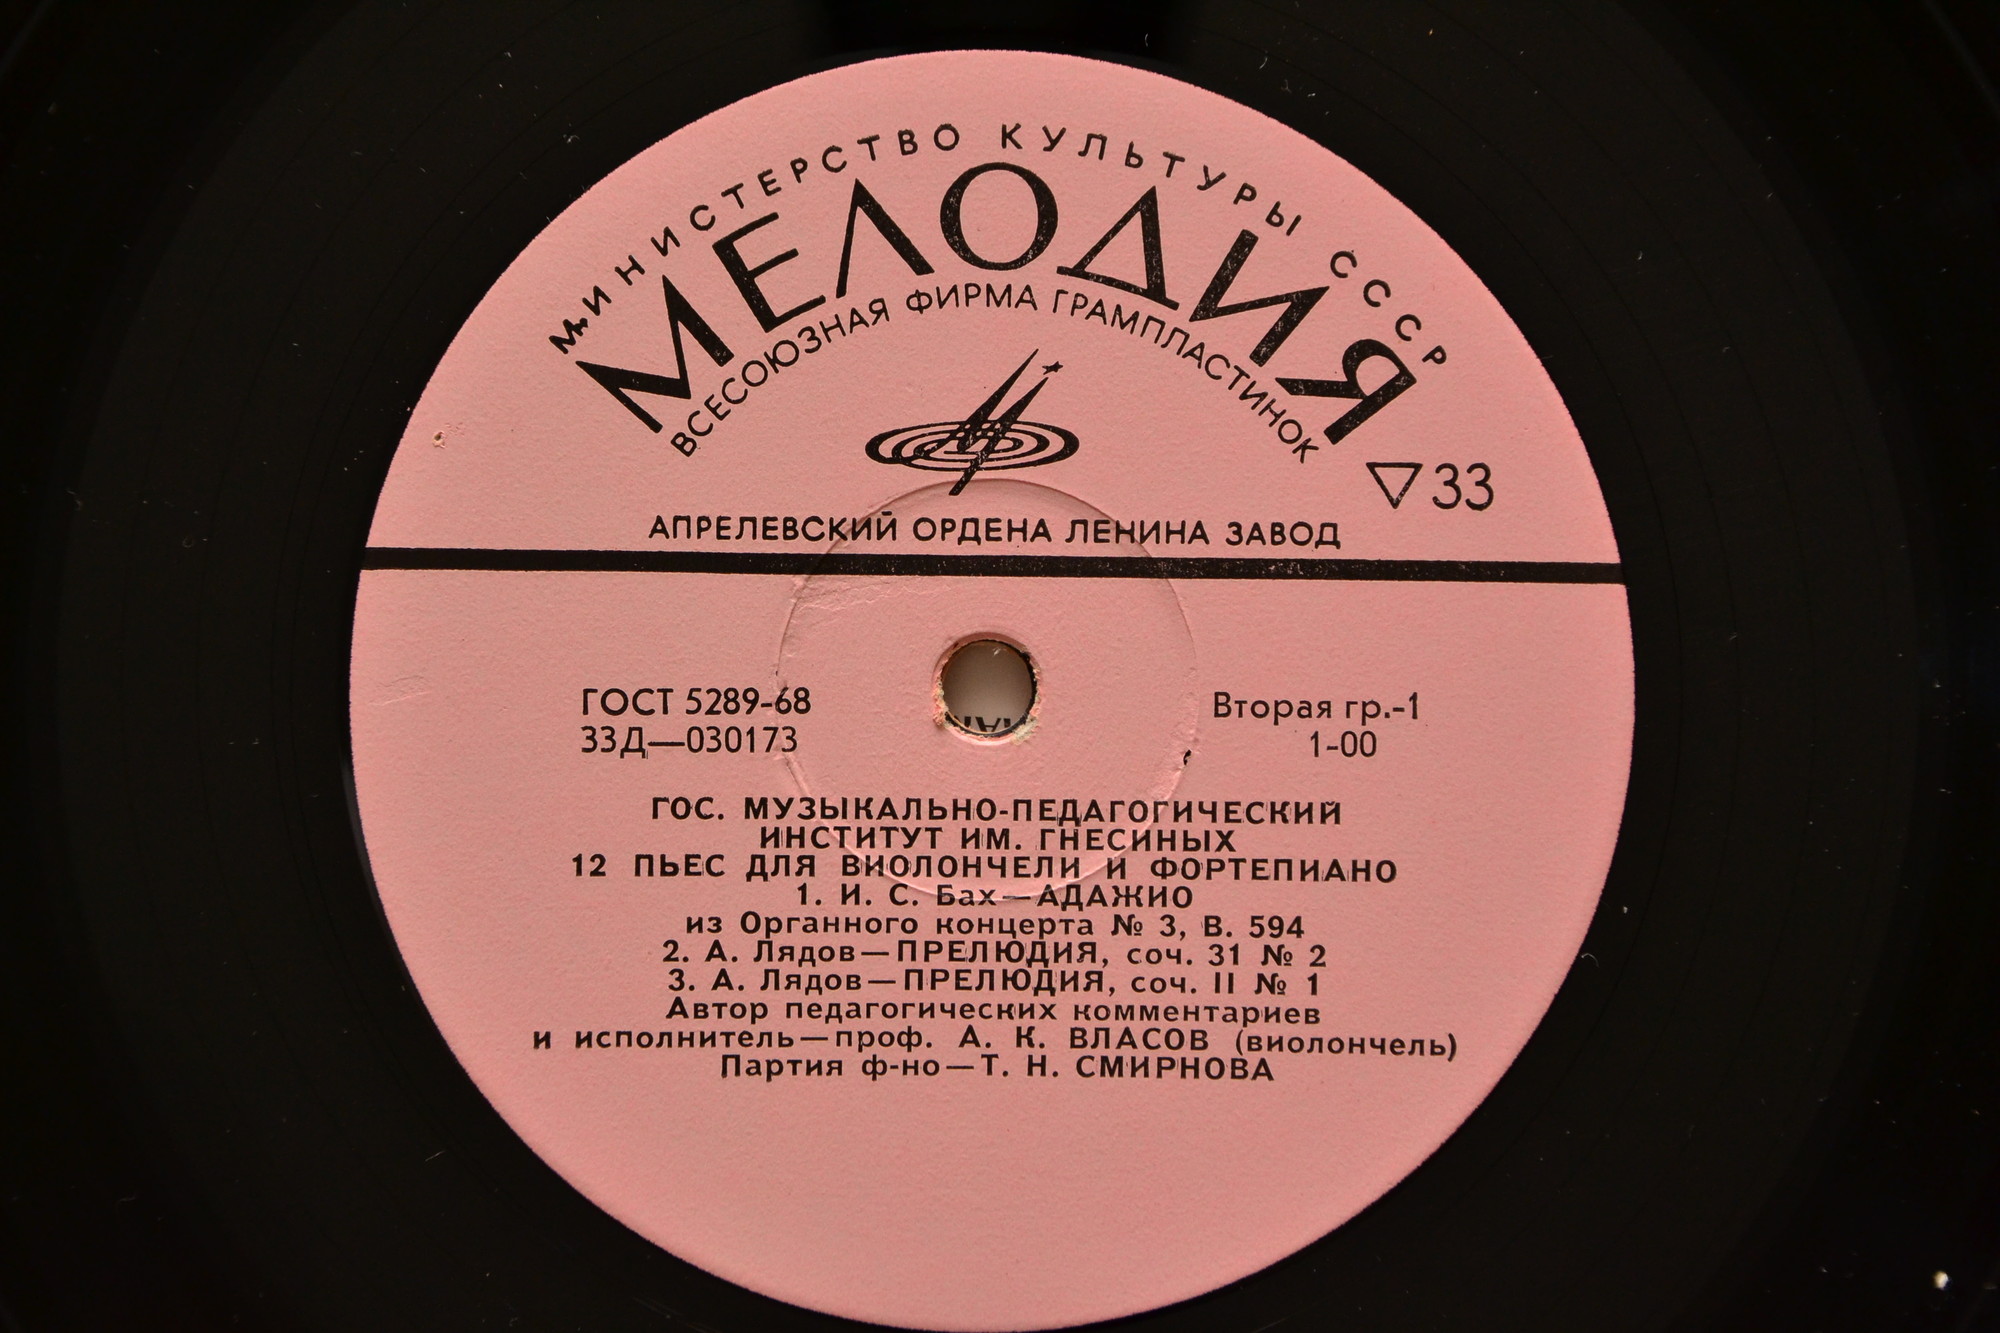 МИНИСТЕРСТВО КУЛЬТУРЫ СССР
МЕЛОДИЯ
ВСЕСОЮЗНАЯ ФИРМА ГРАМПЛАСТИНОК
33
АПРЕЛЕВСКИЙ ОРДЕНА ЛЕНИНА ЗАВОД
ГОСТ 5289-68
33Д—030173
Вторая гр.-1
1-00
ГОС. МУЗЫКАЛЬНО-ПЕДАГОГИЧЕСКИЙ
ИНСТИТУТ ИМ. ГНЕСИНЫХ
12 ПЬЕС ДЛЯ ВИОЛОНЧЕЛИ И ФОРТЕПИАНО
1. И. С. Бах—АДАЖИО
из Органного концерта № 3, В. 594
2. А. Лядов—ПРЕЛЮДИЯ, соч. 31 № 2
3. А. Лядов—ПРЕЛЮДИЯ, соч. II № 1
Автор педагогических комментариев
и исполнитель—проф. А. К. ВЛАСОВ (виолончель)
Партия ф-но—Т. Н. СМИРНОВА